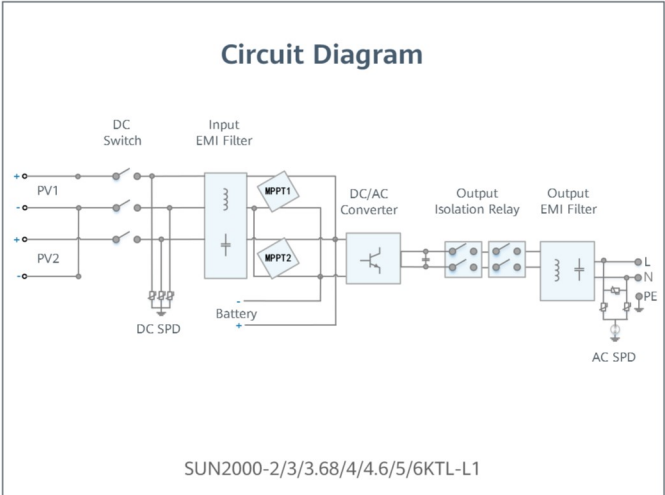 Circuit Diagram
DC
Switch
Input
EMI Filter
+
PV1
-
+
PV2
-
MPPT1
MPPT2
DC/AC
Converter
Output
Isolation Relay
Output
EMI Filter
L
N
PE
-
Battery
+
DC SPD
AC SPD
SUN2000-2/3/3.68/4/4.6/5/6KTL-L1